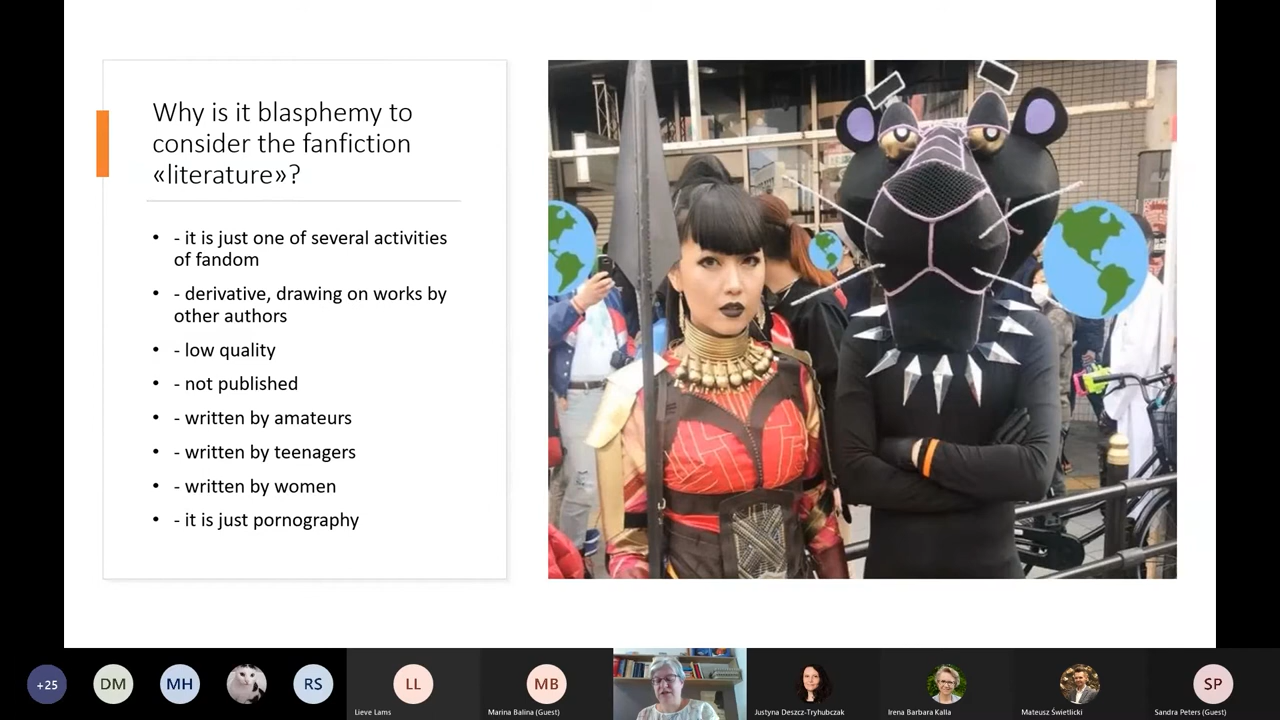 Why is it blasphemy to
consider the fanfiction
«literature»?
• - it is just one of several activities
of fandom
• - derivative, drawing on works by
other authors
• - low quality
• - not published
• - written by amateurs
• - written by teenagers
• - written by women
• - it is just pornography
+25
DM
MH
RS
LL
Lieve Lams
MB
Marina Balina (Guest)
Justyna Deszcz-Tryhubczak
Irena Barbara Kalla
Mateusz Świetlicki
SP
Sandra Peters (Guest)